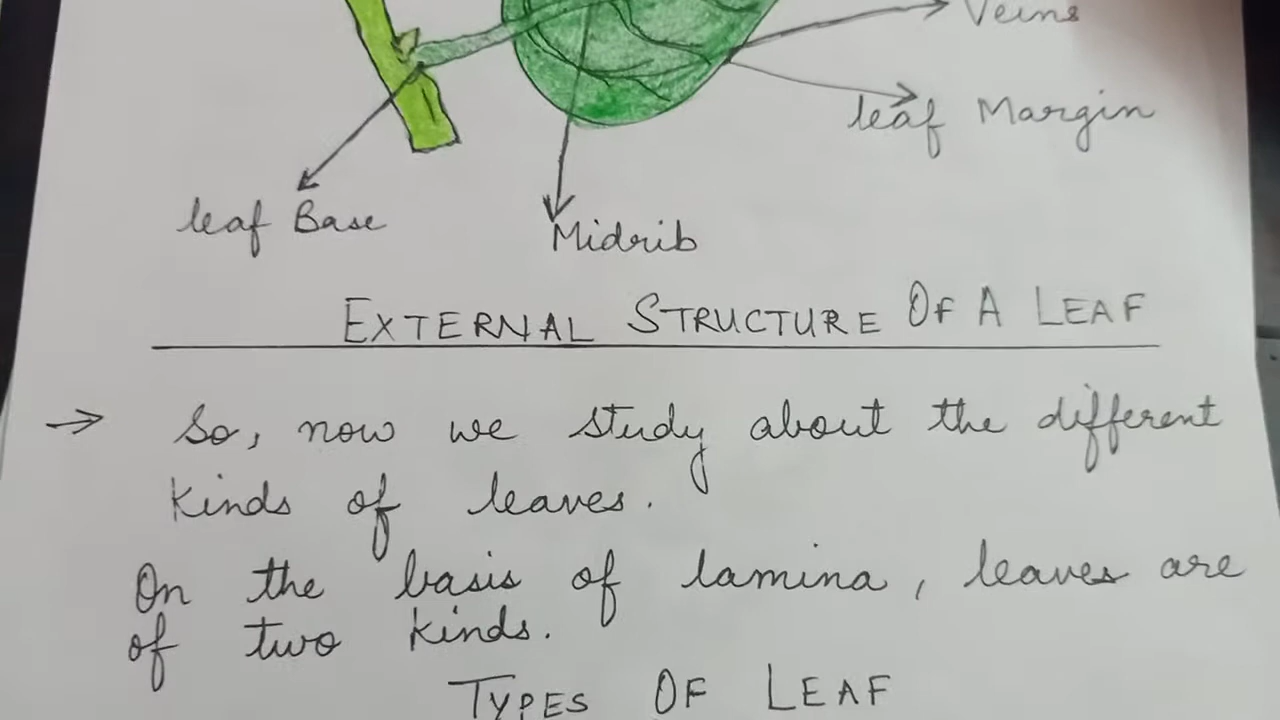 Veins
leaf Margin
leaf Base
Midrib
EXTERNAL STRUCTURE OF A LEAF
→ So, now we study about the different
kinds of leaves.
On the basis of lamina, leaves are
of two kinds.
TYPES OF LEAF